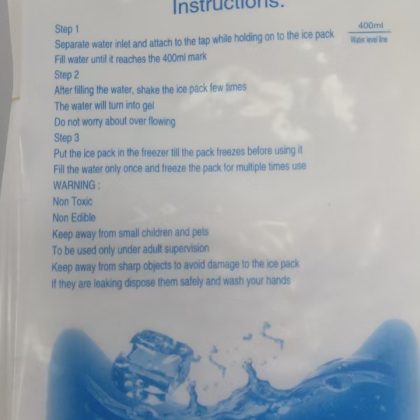 Instructions:
Step 1
400ml
Separate water inlet and attach to the tap while holding on to the ice pack
Water level line
Fill water until it reaches the 400ml mark
Step 2
After filling the water, shake the ice pack few times
The water will turn into gel
Do not worry about over flowing
Step 3
Put the ice pack in the freezer till the pack freezes before using it
Fill the water only once and freeze the pack for multiple times use
WARNING :
Non Toxic
Non Edible
Keep away from small children and pets
To be used only under adult supervision
Keep away from sharp objects to avoid damage to the ice pack
If they are leaking dispose them safely and wash your hands